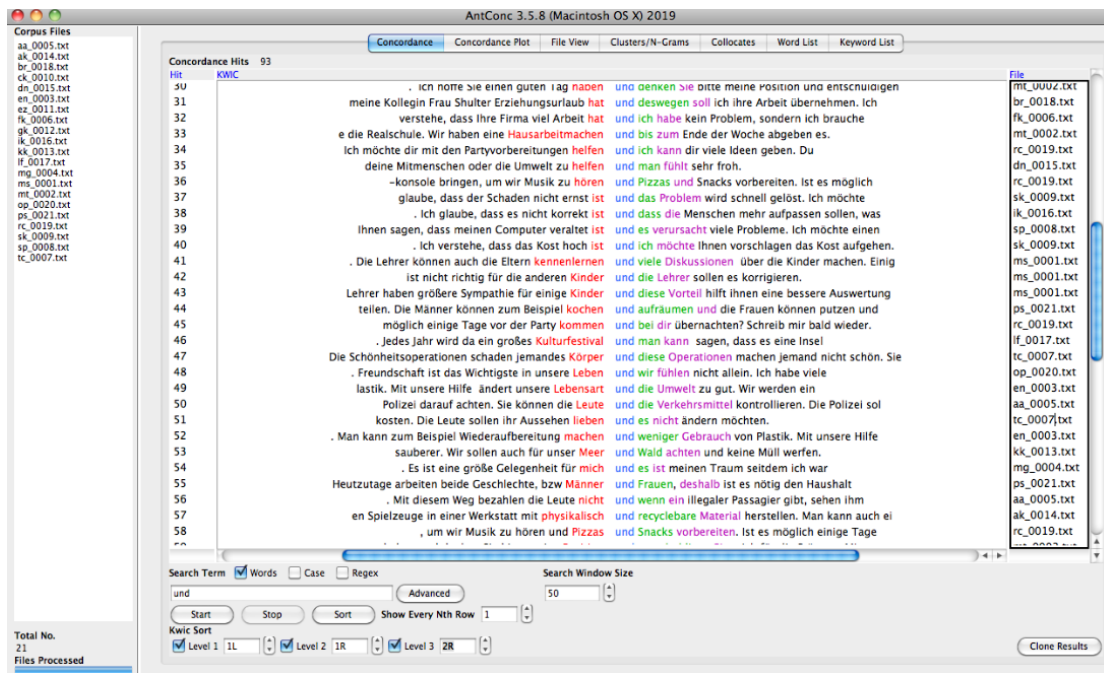 AntConc 3.5.8 (Macintosh OS X) 2019
Corpus Files
aa_0005.txt
ak_0014.txt
br_0018.txt
ck_0010.txt
dn_0015.txt
en_0003.txt
ez_0011.txt
fk_0006.txt
gk_0012.txt
ik_0016.txt
kk_0013.txt
lf_0017.txt
mg_0004.txt
ms_0001.txt
mt_0002.txt
op_0020.txt
ps_0021.txt
rc_0019.txt
sk_0009.txt
sp_0008.txt
tc_0007.txt
Total No.
21
Files Processed
Concordance Concordance Plot File View Clusters/N-Grams Collocates Word List Keyword List
Concordance Hits 93
Hit KWIC File
30 . Ich hoffe Sie einen guten Tag haben und denken Sie bitte meine Position und entschuldigen mt_0002.txt
31 meine Kollegin Frau Shulter Erziehungsurlaub hat und deswegen soll ich ihre Arbeit übernehmen. Ich br_0018.txt
32 verstehe, dass Ihre Firma viel Arbeit hat und ich habe kein Problem, sondern ich brauche fk_0006.txt
33 e die Realschule. Wir haben eine Hausarbeitmachen und bis zum Ende der Woche abgeben es. mt_0002.txt
34 Ich möchte dir mit den Partyvorbereitungen helfen und ich kann dir viele Ideen geben. Du rc_0019.txt
35 deine Mitmenschen oder die Umwelt zu helfen und man fühlt sehr froh. dn_0015.txt
36 -konsole bringen, um wir Musik zu hören und Pizzas und Snacks vorbereiten. Ist es möglich rc_0019.txt
37 glaube, dass der Schaden nicht ernst ist und das Problem wird schnell gelöst. Ich möchte sk_0009.txt
38 . Ich glaube, dass es nicht korrekt ist und dass die Menschen mehr aufpassen sollen, was ik_0016.txt
39 Ihnen sagen, dass meinen Computer veraltet ist und es verursacht viele Probleme. Ich möchte einen sp_0008.txt
40 . Ich verstehe, dass das Kost hoch ist und ich möchte Ihnen vorschlagen das Kost aufgehen. sk_0009.txt
41 . Die Lehrer können auch die Eltern kennenlernen und viele Diskussionen über die Kinder machen. Einig ms_0001.txt
42 ist nicht richtig für die anderen Kinder und die Lehrer sollen es korrigieren. ms_0001.txt
43 Lehrer haben größere Sympathie für einige Kinder und diese Vorteil hilft ihnen eine bessere Auswertung ms_0001.txt
44 teilen. Die Männer können zum Beispiel kochen und aufräumen und die Frauen können putzen und ps_0021.txt
45 möglich einige Tage vor der Party kommen und bei dir übernachten? Schreib mir bald wieder. rc_0019.txt
46 . Jedes Jahr wird da ein großes Kulturfestival und man kann sagen, dass es eine Insel lf_0017.txt
47 Die Schönheitsoperationen schaden jemandes Körper und diese Operationen machen jemand nicht schön. Sie tc_0007.txt
48 . Freundschaft ist das Wichtigste in unsere Leben und wir fühlen nicht allein. Ich habe viele op_0020.txt
49 lastik. Mit unsere Hilfe ändert unsere Lebensart und die Umwelt zu gut. Wir werden ein en_0003.txt
50 Polizei darauf achten. Sie können die Leute und die Verkehrsmittel kontrollieren. Die Polizei sol aa_0005.txt
51 kosten. Die Leute sollen ihr Aussehen lieben und es nicht ändern möchten. tc_0007.txt
52 . Man kann zum Beispiel Wiederaufbereitung machen und weniger Gebrauch von Plastik. Mit unsere Hilfe en_0003.txt
53 sauberer. Wir sollen auch für unser Meer und Wald achten und keine Müll werfen. kk_0013.txt
54 . Es ist eine größe Gelegenheit für mich und es ist meinen Traum seitdem ich war mg_0004.txt
55 Heutzutage arbeiten beide Geschlechte, bzw Männer und Frauen, deshalb ist es nötig den Haushalt ps_0021.txt
56 . Mit diesem Weg bezahlen die Leute nicht und wenn ein illegaler Passagier gibt, sehen ihm aa_0005.txt
57 en Spielzeuge in einer Werkstatt mit physikalisch und recyclebare Material herstellen. Man kann auch ei ak_0014.txt
58 , um wir Musik zu hören und Pizzas und Snacks vorbereiten. Ist es möglich einige Tage rc_0019.txt
Search Term Words Case Regex Search Window Size
und Advanced 50
Start Stop Sort Show Every Nth Row 1
Kwic Sort
Level 1 1L Level 2 1R Level 3 2R Clone Results